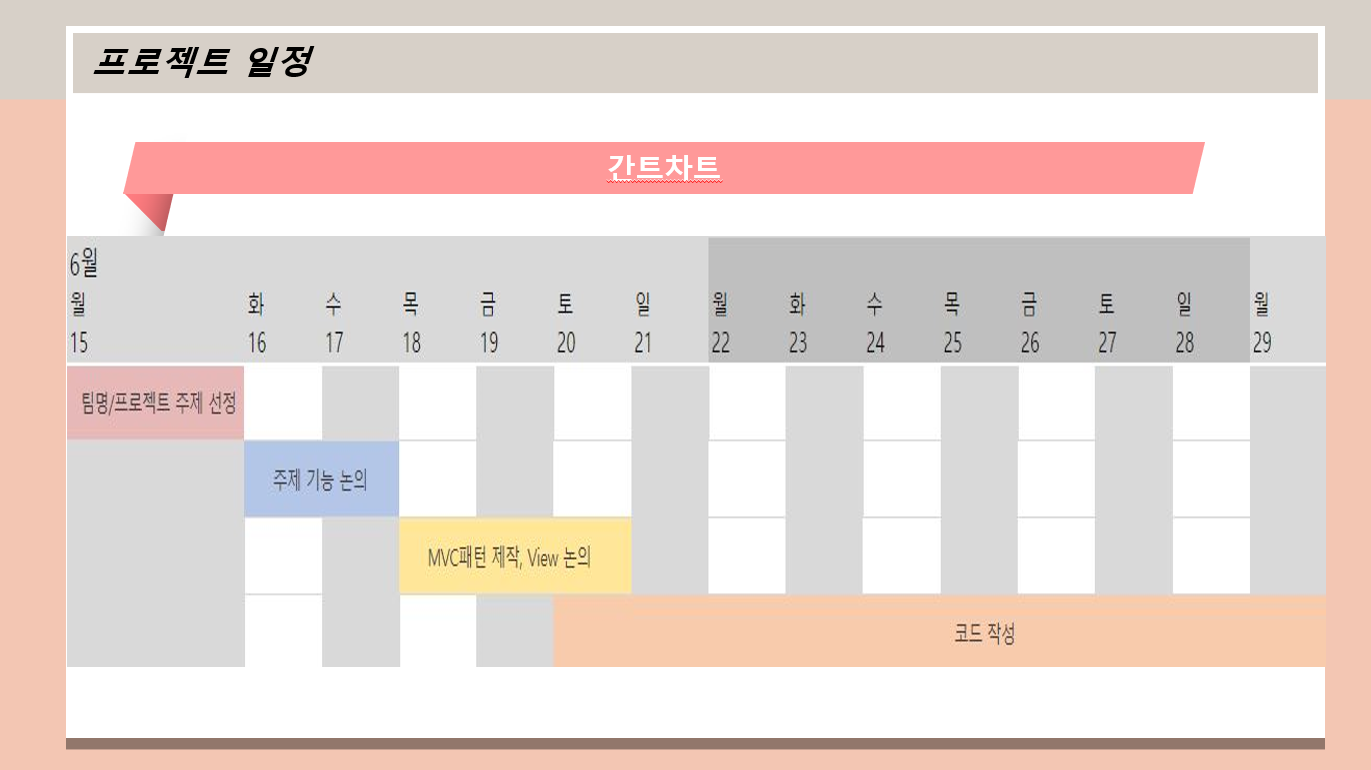 프로젝트 일정
간트차트
6월
월 화 수 목 금 토 일 월 화 수 목 금 토 일 월
15 16 17 18 19 20 21 22 23 24 25 26 27 28 29
팀명/프로젝트 주제 선정
주제 기능 논의
MVC패턴 제작, View 논의
코드 작성